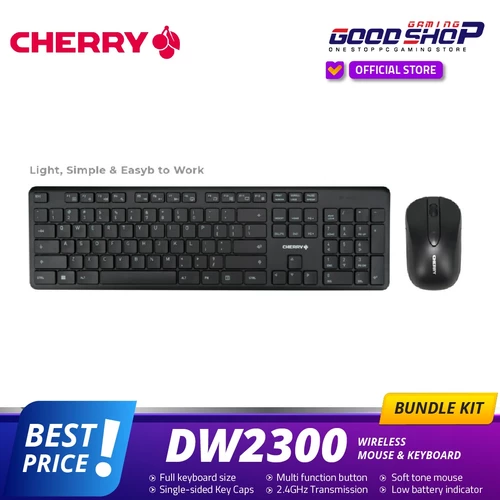 CHERRY
GAMING
GOODSHOP
ONE STOP PC GAMING STORE
OFFICIAL STORE
Light, Simple & Easyb to Work
CHERRY
CHERRY
BUNDLE KIT
BEST
PRICE!
DW2300
WIRELESS
MOUSE & KEYBOARD
Full keyboard size
Multi function button
Soft tone mouse
Single-sided Key Caps
2.4GHz Transmission
Low battery indicator